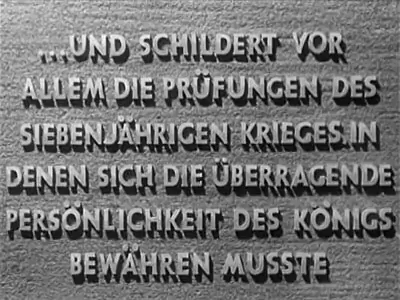 ...UND SCHILDERT VOR
ALLEM DIE PRÜFUNGEN DES
SIEBENJÄHRIGEN KRIEGES, IN
DENEN SICH DIE ÜBERRAGENDE
PERSÖNLICHKEIT DES KÖNIGS
BEWÄHREN MUSSTE